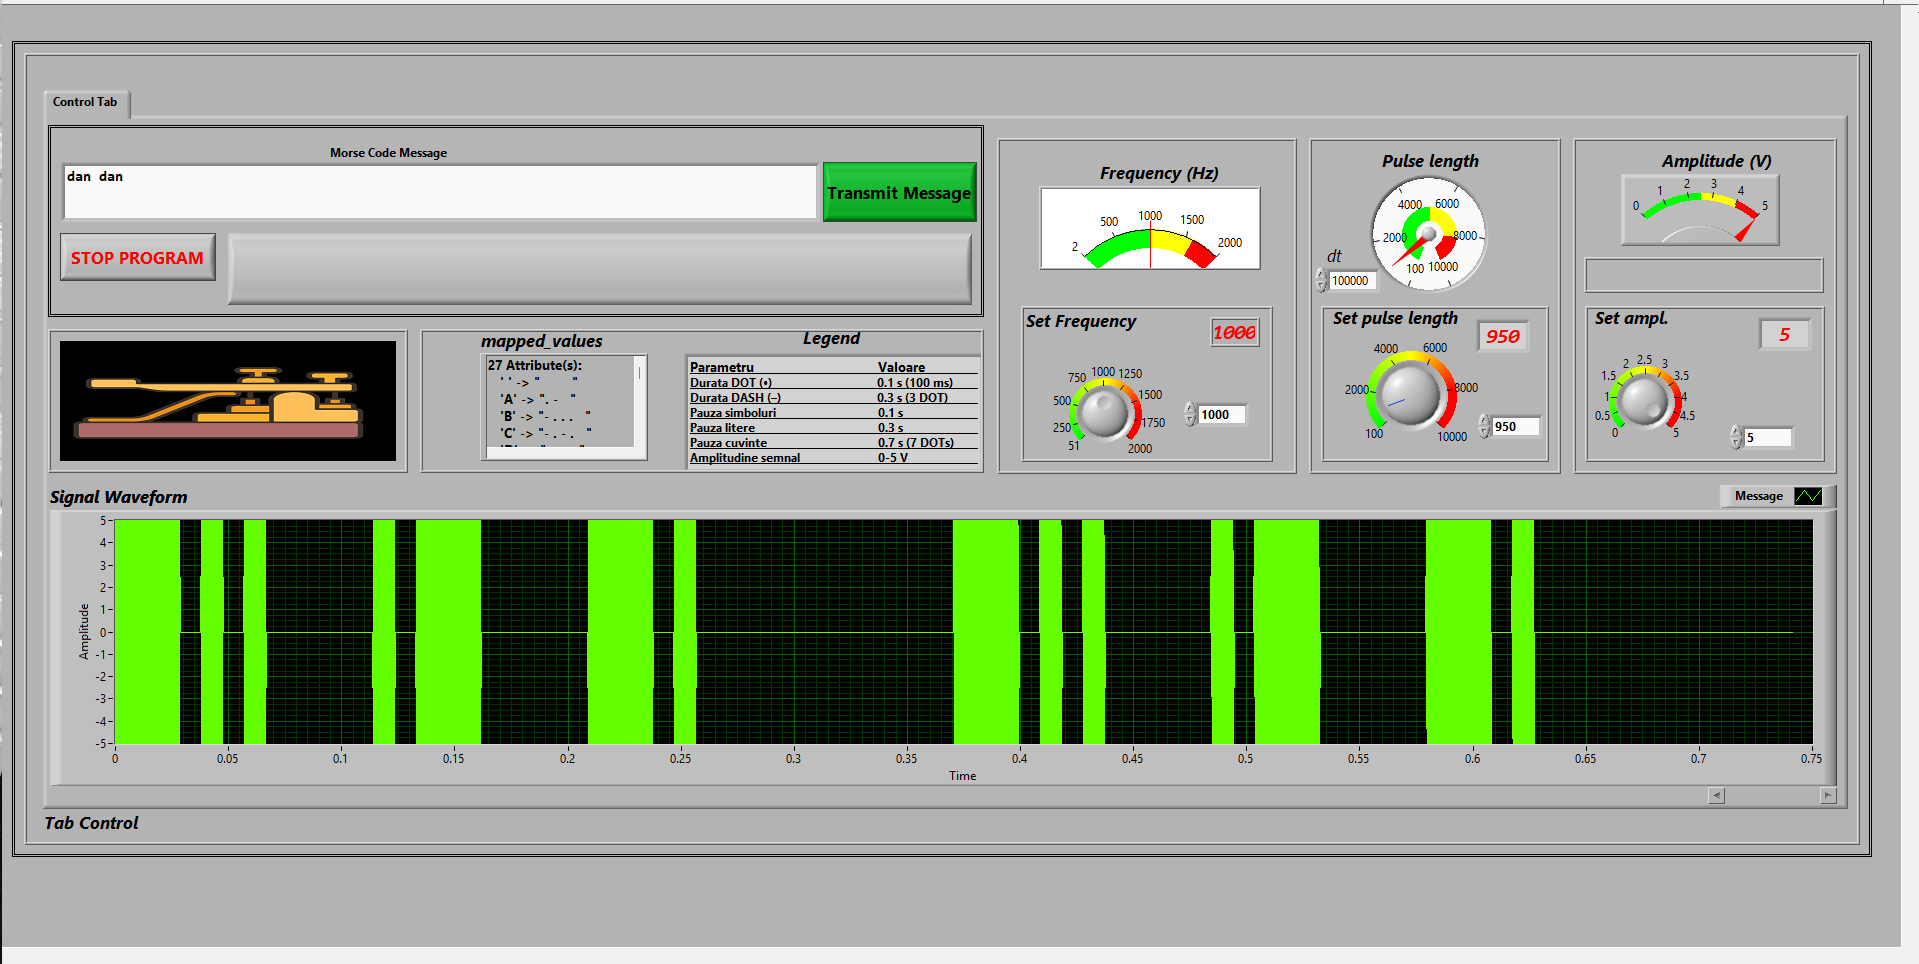 Control Tab
Morse Code Message
dan dan
Transmit Message
STOP PROGRAM
mapped_values
27 Attribute(s):
' ' -> "       "
'A' -> ". -   "
'B' -> "- . . .   "
'C' -> "- . - .   "
Legend
Parametru Valoare
Durata DOT (•) 0.1 s (100 ms)
Durata DASH (–) 0.3 s (3 DOT)
Pauza simboluri 0.1 s
Pauza litere 0.3 s
Pauza cuvinte 0.7 s (7 DOTs)
Amplitudine semnal 0-5 V
Frequency (Hz)
2 500 1000 1500 2000
Set Frequency
1000
51 250 500 750 1000 1250 1500 1750 2000
1000
Pulse length
100 2000 4000 6000 8000 10000
dt
100000
Set pulse length
950
100 2000 4000 6000 8000 10000
950
Amplitude (V)
0 1 2 3 4 5
Set ampl.
5
0 0.5 1 1.5 2 2.5 3 3.5 4 4.5 5
5
Signal Waveform
Message
Amplitude
5
4
3
2
1
0
-1
-2
-3
-4
-5
0 0.05 0.1 0.15 0.2 0.25 0.3 0.35 0.4 0.45 0.5 0.55 0.6 0.65 0.7 0.75
Time
Tab Control